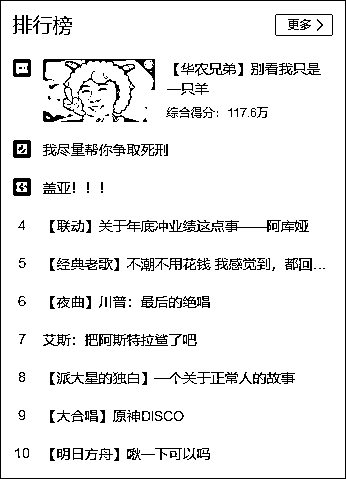 排行榜
更多
【华农兄弟】别看我只是
一只羊
综合得分：117.6万
我尽量帮你争取死刑
盖亚！！！
4 【联动】关于年底冲业绩这点事——阿库娅
5 【经典老歌】不潮不用花钱 我感觉到，都回...
6 【夜曲】川普：最后的绝唱
7 艾斯：把阿斯特拉鲨了吧
8 【派大星的独白】一个关于正常人的故事
9 【大合唱】原神DISCO
10 【明日方舟】啾一下可以吗